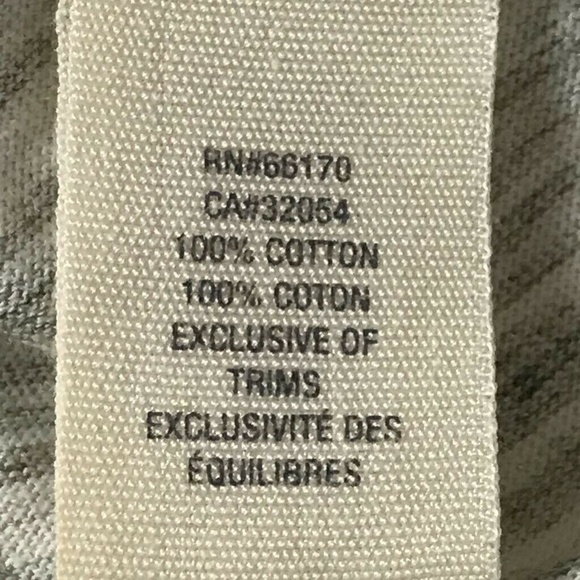 RN#66170
CA#32054
100% COTTON
100% COTON
EXCLUSIVE OF
TRIMS
EXCLUSIVITÉ DES
ÉQUILIBRES